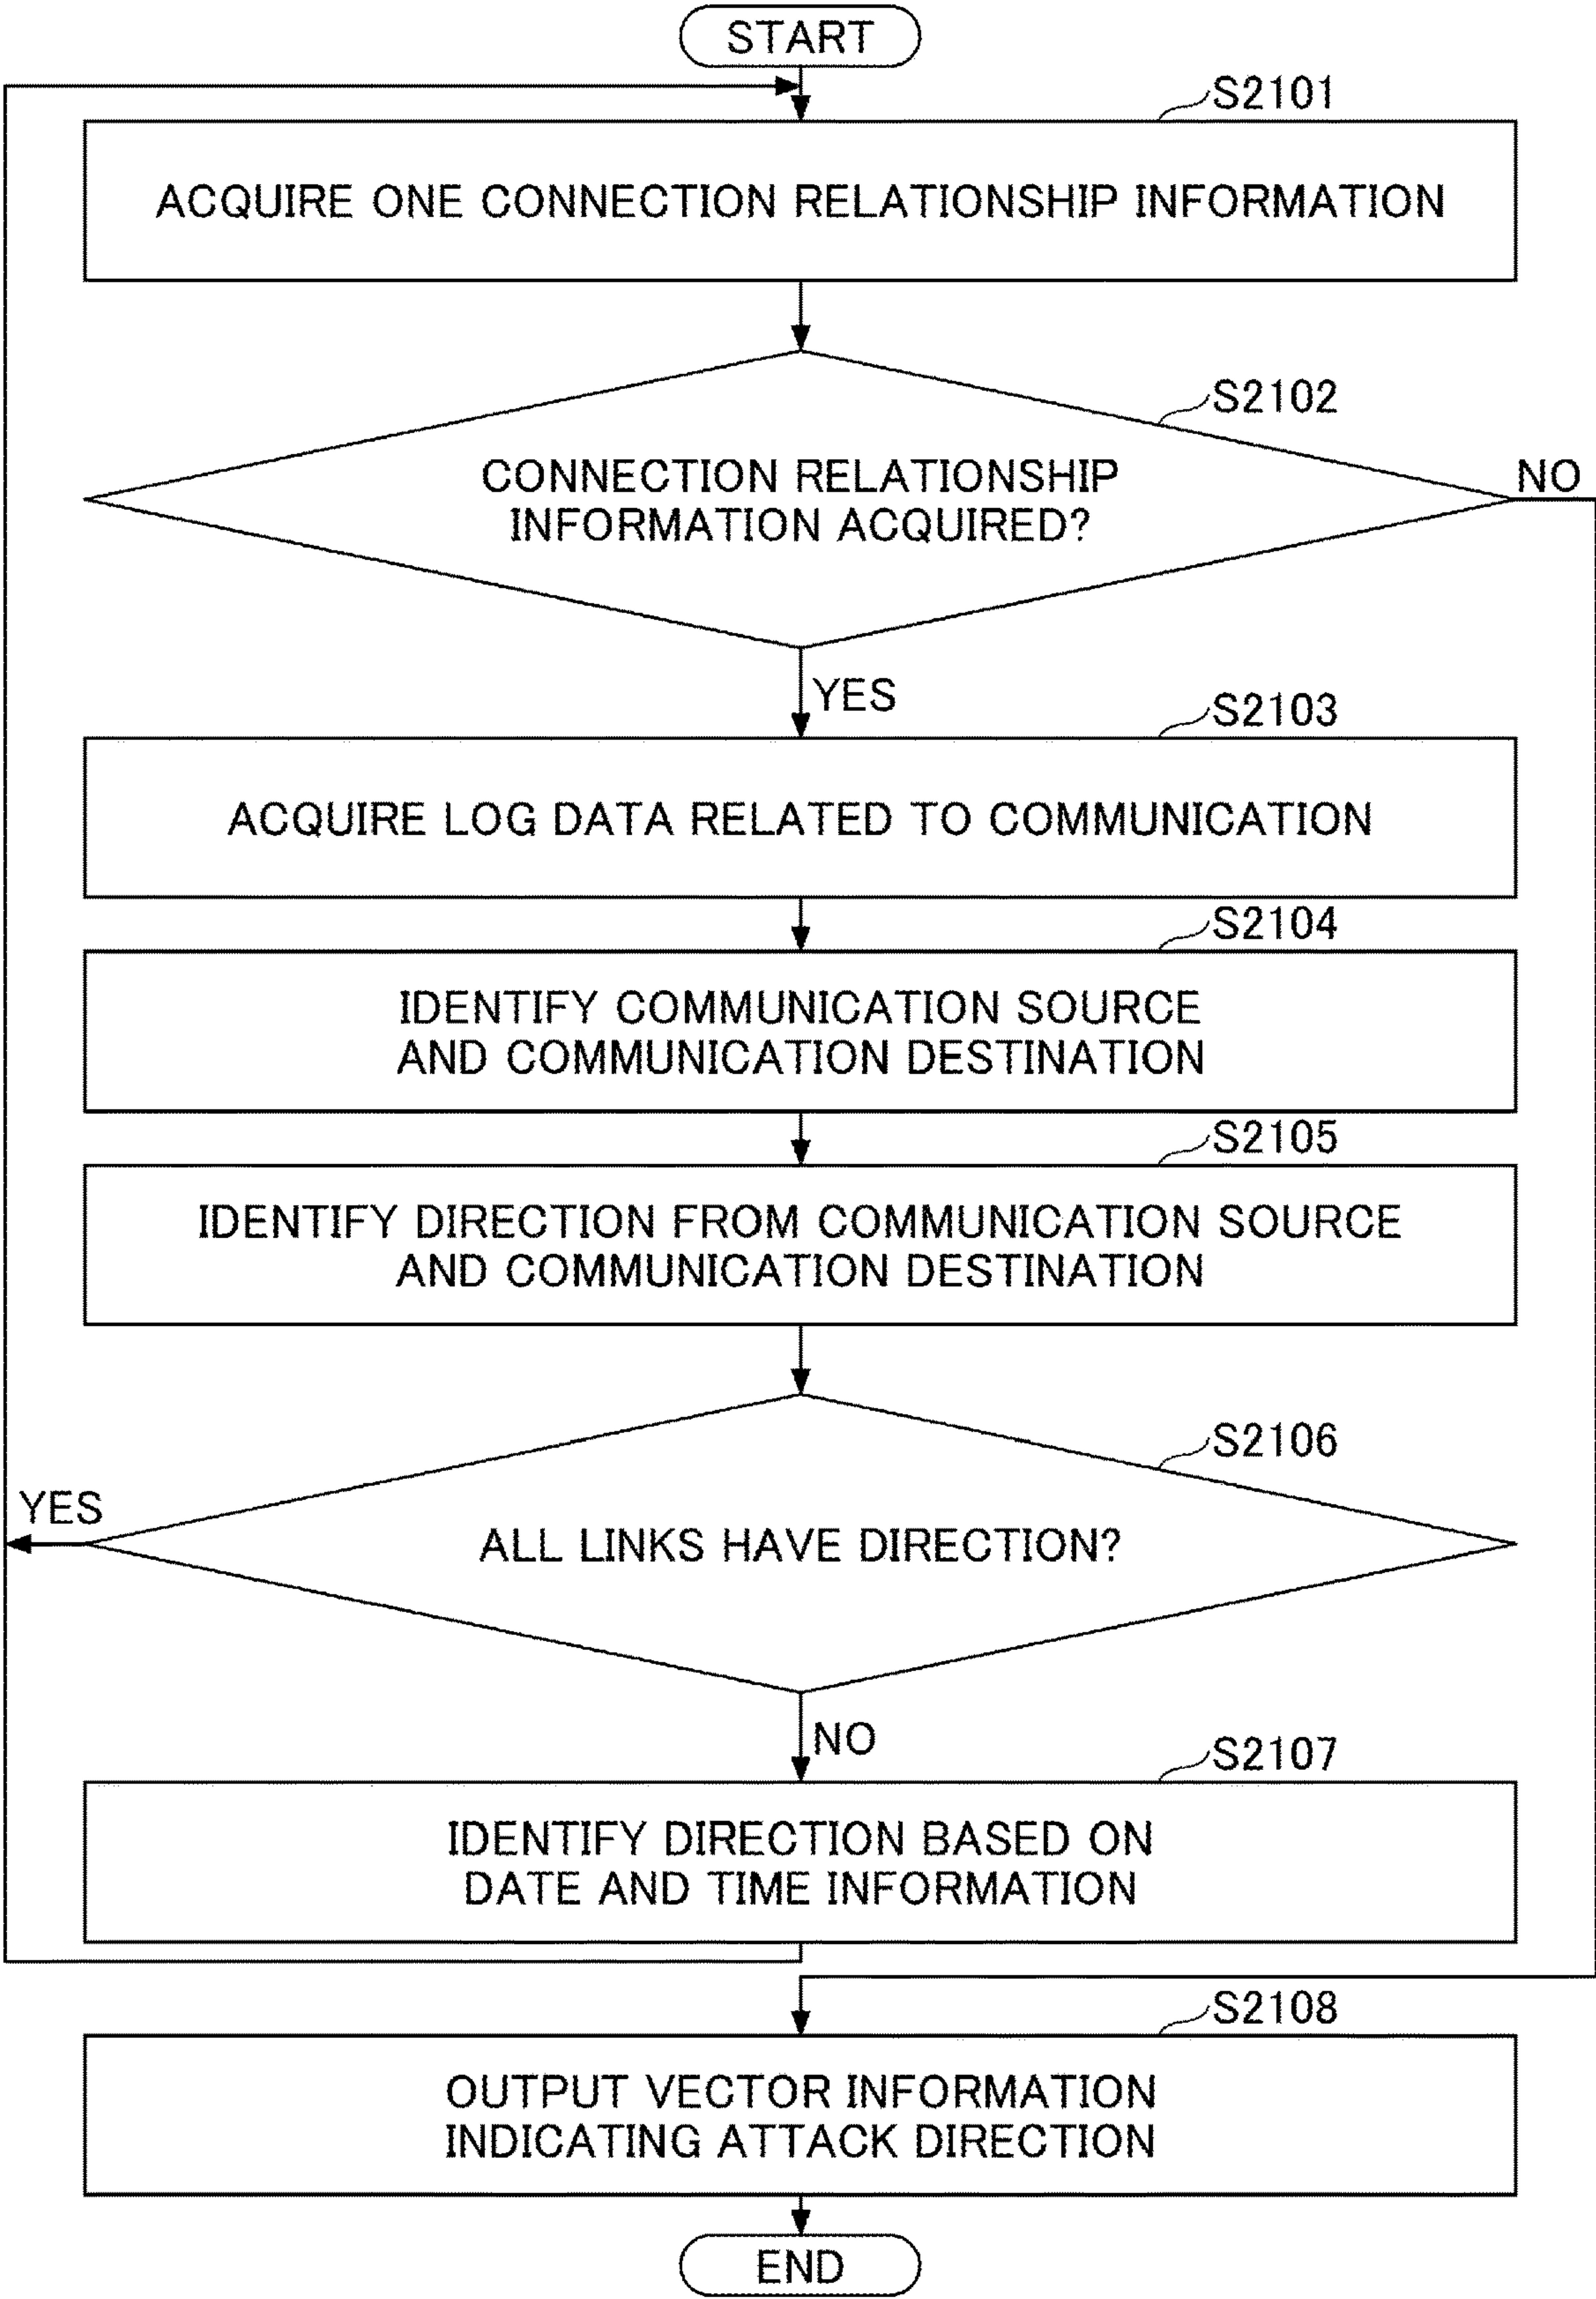 START
S2101
ACQUIRE ONE CONNECTION RELATIONSHIP INFORMATION
S2102
CONNECTION RELATIONSHIP
INFORMATION ACQUIRED?
NO
YES
S2103
ACQUIRE LOG DATA RELATED TO COMMUNICATION
S2104
IDENTIFY COMMUNICATION SOURCE
AND COMMUNICATION DESTINATION
S2105
IDENTIFY DIRECTION FROM COMMUNICATION SOURCE
AND COMMUNICATION DESTINATION
S2106
YES
ALL LINKS HAVE DIRECTION?
NO
S2107
IDENTIFY DIRECTION BASED ON
DATE AND TIME INFORMATION
S2108
OUTPUT VECTOR INFORMATION
INDICATING ATTACK DIRECTION
END